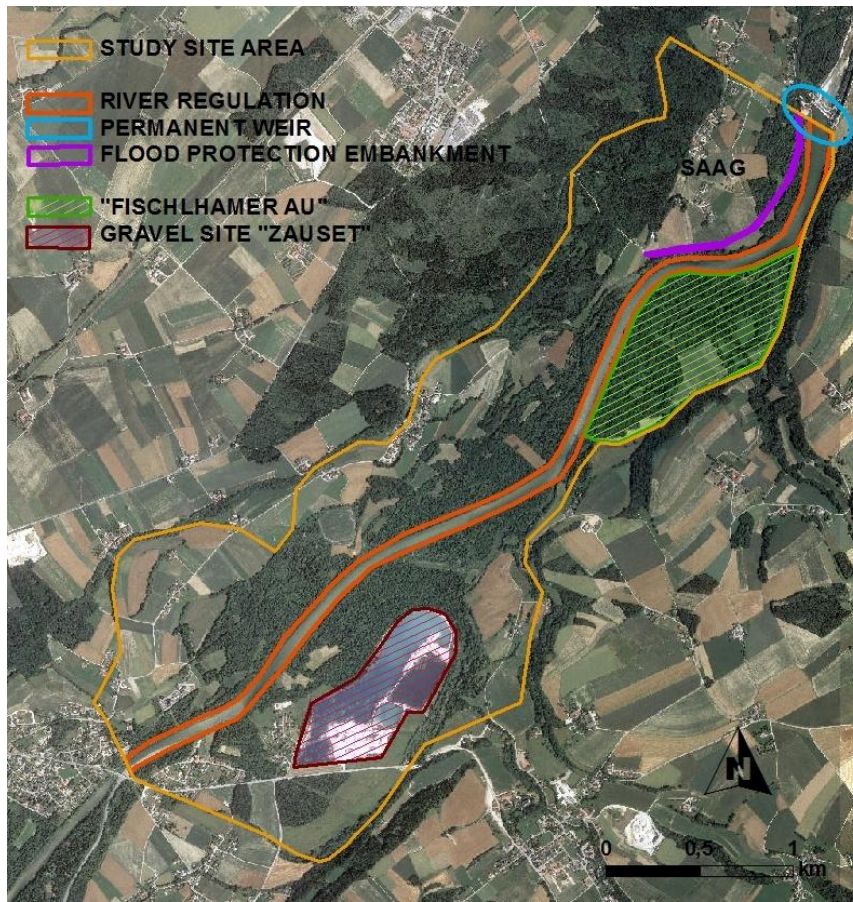 STUDY SITE AREA
RIVER REGULATION
PERMANENT WEIR
FLOOD PROTECTION EMBANKMENT
"FISCHLHAMER AU"
GRAVEL SITE "ZAUSET"
SAAG
N
0 0,5 1
km